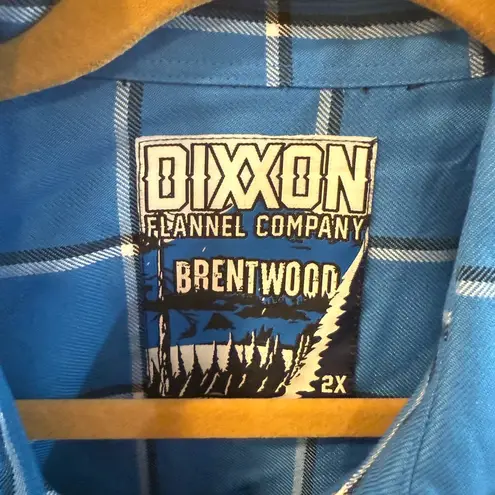 DIXXON
FLANNEL COMPANY
BRENTWOOD
2X